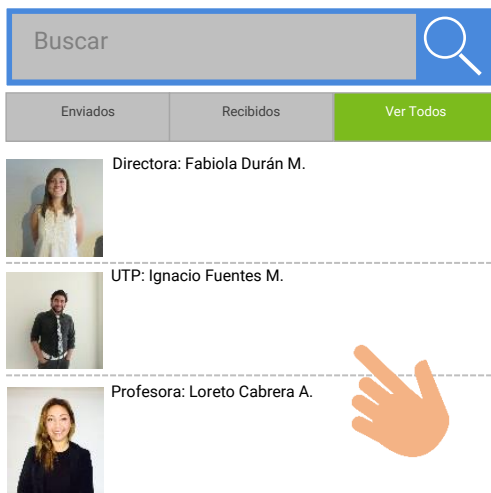 Buscar
Enviados
Recibidos
Ver Todos
Directora: Fabiola Durán M.
UTP: Ignacio Fuentes M.
Profesora: Loreto Cabrera A.